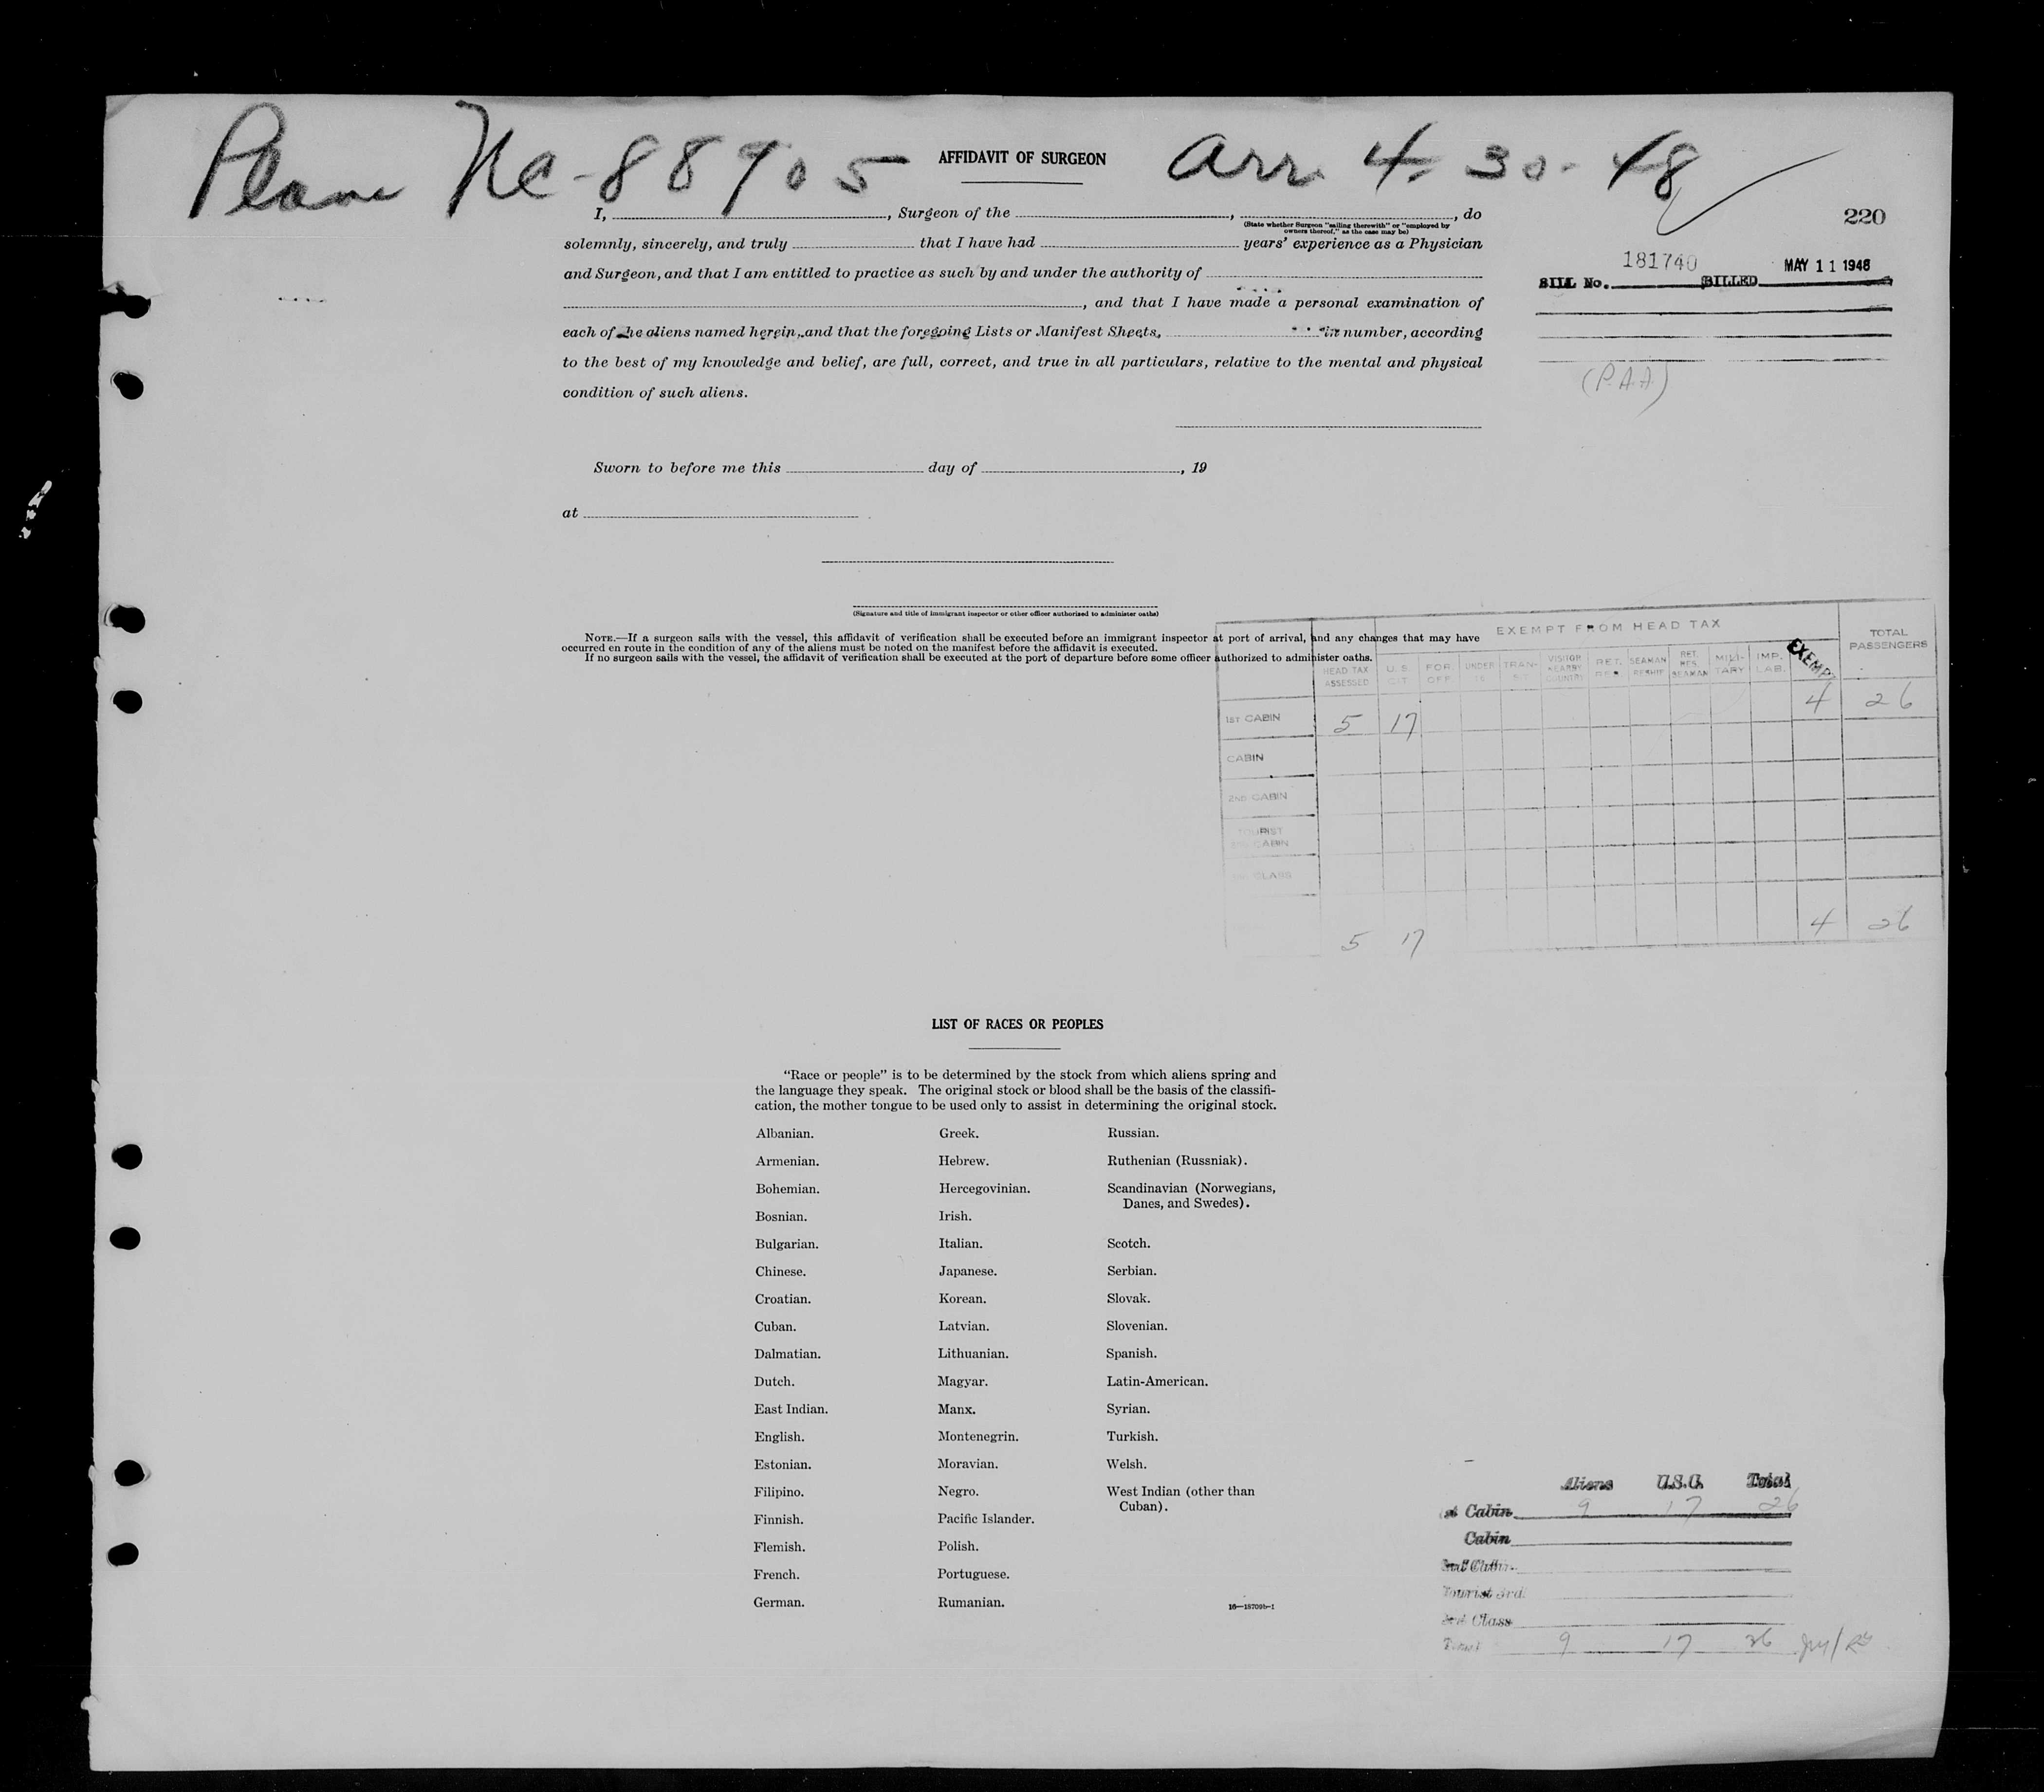 Plane NC-88905 Arr. 4-30-48
AFFIDAVIT OF SURGEON
220
I, , Surgeon of the , , do
(State whether Surgeon "sailing therewith" or "employed by
owners thereof," as the case may be)
solemnly, sincerely, and truly that I have had years' experience as a Physician
and Surgeon, and that I am entitled to practice as such by and under the authority of
, and that I have made a personal examination of
each of the aliens named herein, and that the foregoing Lists or Manifest Sheets, in number, according
to the best of my knowledge and belief, are full, correct, and true in all particulars, relative to the mental and physical
condition of such aliens.
BILL No. 181740 BILLED MAY 11 1948
(P.A.A.)
Sworn to before me this day of , 19
at
(Signature and title of immigrant inspector or other officer authorized to administer oaths)
NOTE.—If a surgeon sails with the vessel, this affidavit of verification shall be executed before an immigrant inspector at port of arrival, and any changes that may have
occurred en route in the condition of any of the aliens must be noted on the manifest before the affidavit is executed.
If no surgeon sails with the vessel, the affidavit of verification shall be executed at the port of departure before some officer authorized to administer oaths.
EXEMPT FROM HEAD TAX
HEAD TAX ASSESSED U.S. CIT. FOR. OFF. UNDER 16 TRANSIT VISITOR NEARBY COUNTRY RET. RES. SEAMAN RESHIP RET. RES. SEAMAN MILITARY IMP. LAB. EXEMPT TOTAL PASSENGERS
1ST CABIN 5 17 4 26
CABIN
2ND CABIN
TOURIST
CABIN
CLASS
5 17 4 26
LIST OF RACES OR PEOPLES
"Race or people" is to be determined by the stock from which aliens spring and
the language they speak. The original stock or blood shall be the basis of the classifi-
cation, the mother tongue to be used only to assist in determining the original stock.
Albanian. Greek. Russian.
Armenian. Hebrew. Ruthenian (Russniak).
Bohemian. Hercegovinian. Scandinavian (Norwegians,
Danes, and Swedes).
Bosnian. Irish.
Bulgarian. Italian. Scotch.
Chinese. Japanese. Serbian.
Croatian. Korean. Slovak.
Cuban. Latvian. Slovenian.
Dalmatian. Lithuanian. Spanish.
Dutch. Magyar. Latin-American.
East Indian. Manx. Syrian.
English. Montenegrin. Turkish.
Estonian. Moravian. Welsh.
Filipino. Negro. West Indian (other than
Cuban).
Finnish. Pacific Islander.
Flemish. Polish.
French. Portuguese.
German. Rumanian.
16—18709b-1
Aliens U.S.C. Total
1st Cabin 9 17 26
Cabin
2nd Cabin
Tourist 3rd
3rd Class
Total 9 17 26